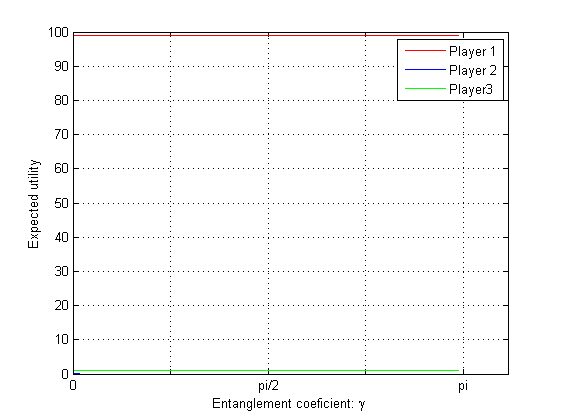 100
90
80
70
60
50
40
30
20
10
0
Expected utility
Player 1
Player 2
Player3
0 pi/2 pi
Entanglement coeficient: γ